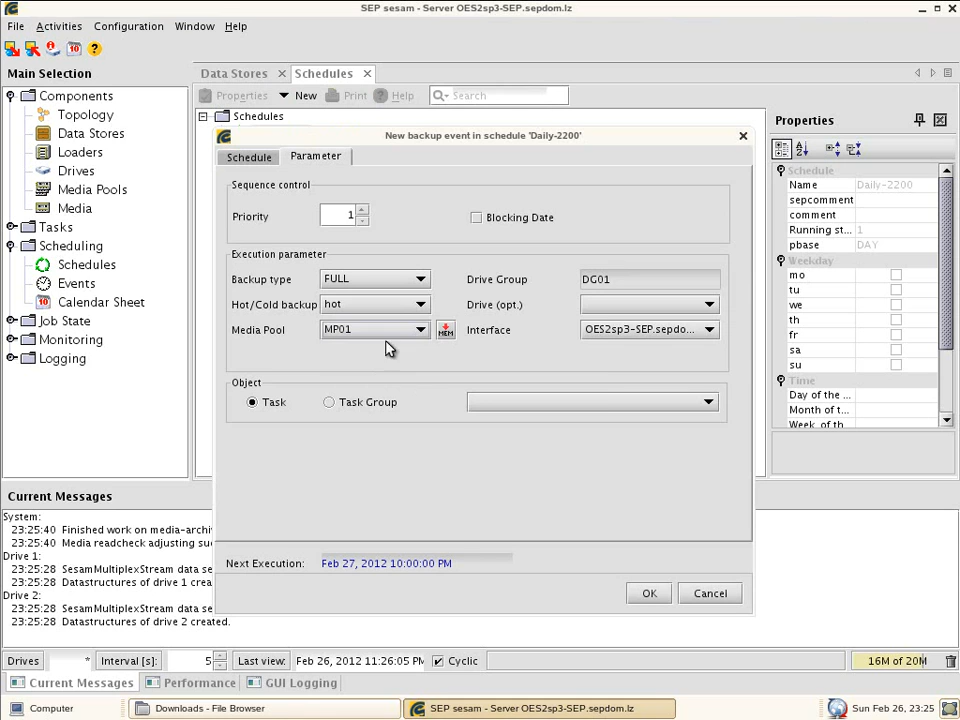 SEP sesam - Server OES2sp3-SEP.sepdom.lz
File Activities Configuration Window Help
10 ?
Main Selection
Components
Topology
Data Stores
Loaders
Drives
Media Pools
Media
Tasks
Scheduling
Schedules
Events
Calendar Sheet
10
Job State
Monitoring
Logging
Data Stores Schedules
Properties New Print Help Search
Schedules
New backup event in schedule 'Daily-2200'
Schedule Parameter
Sequence control
Priority 1 Blocking Date
Execution parameter
Backup type FULL Drive Group DG01
Hot/Cold backup hot Drive (opt.)
Media Pool MP01 MEM Interface OES2sp3-SEP.sepdo...
Object
Task Task Group
Next Execution: Feb 27, 2012 10:00:00 PM
OK Cancel
Properties
Schedule
Name Daily-2200
sepcomment
comment
Running st... 1
pbase DAY
Weekday
mo
tu
we
th
fr
sa
su
Time
Day of the ...
Month of t...
Week of th
Current Messages
System:
23:25:40 Finished work on media-archi
23:25:40 Media readcheck adjusting su
Drive 1:
23:25:28 SesamMultiplexStream data se
23:25:28 Datastructures of drive 1 crea
Drive 2:
23:25:28 SesamMultiplexStream data se
23:25:28 Datastructures of drive 2 created.
Drives * Interval [s]: 5 Last view: Feb 26, 2012 11:26:05 PM Cyclic 16M of 20M
Current Messages Performance GUI Logging
Computer Downloads - File Browser SEP sesam - Server OES2sp3-SEP.sepdom.lz Sun Feb 26, 23:25